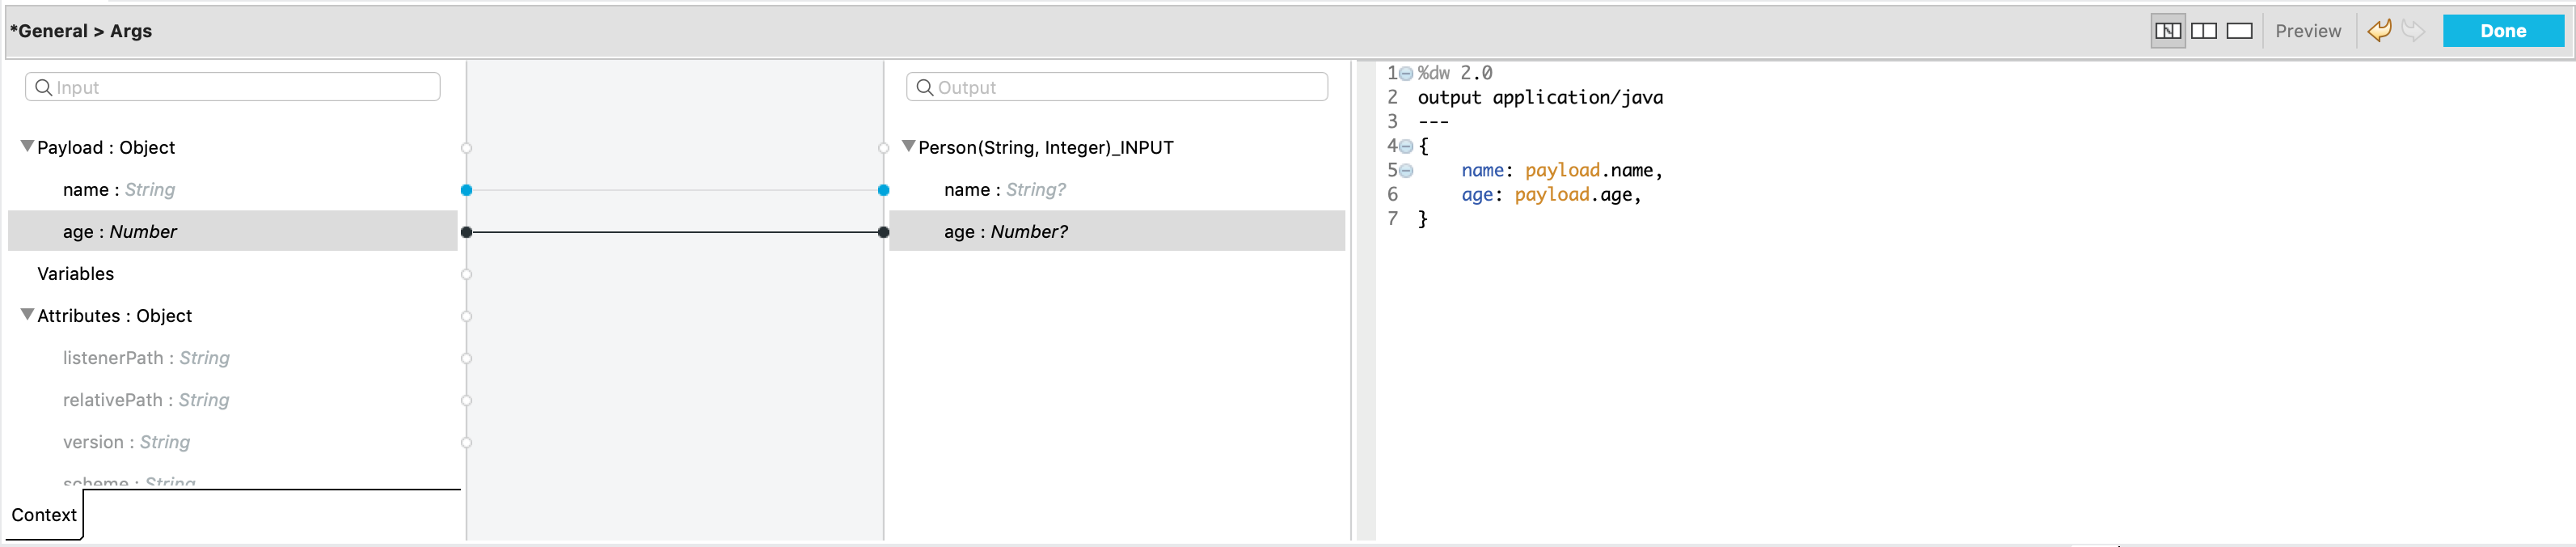 *General > Args
Preview
Done
Input
Payload : Object
name : String
age : Number
Variables
Attributes : Object
listenerPath : String
relativePath : String
version : String
scheme : String
Context
Output
Person(String, Integer)_INPUT
name : String?
age : Number?
1 %dw 2.0
2 output application/java
3 ---
4 {
5 name: payload.name,
6 age: payload.age,
7 }